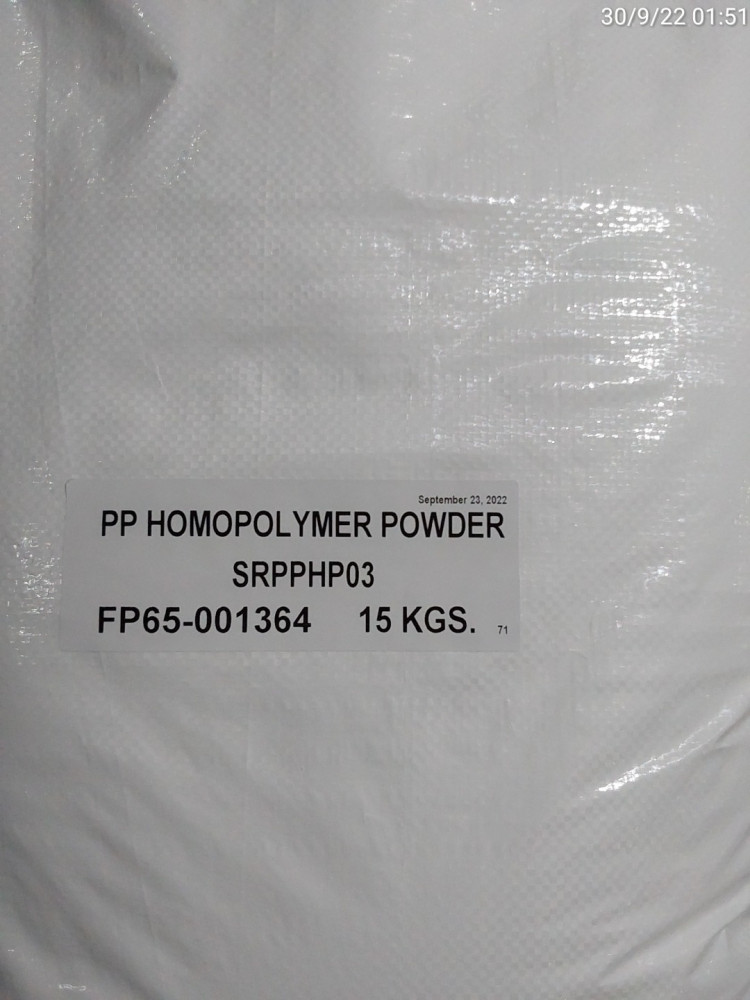 30/9/22 01:51
September 23, 2022
PP HOMOPOLYMER POWDER
SRPPHP03
FP65-001364 15 KGS. 71